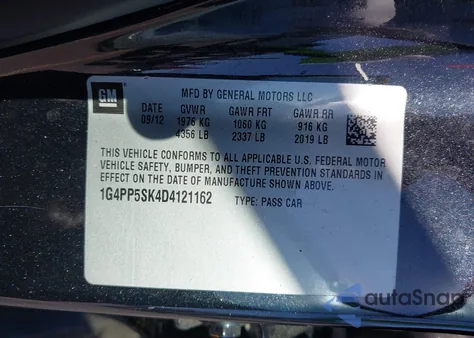 GM
MFD BY GENERAL MOTORS LLC
DATE GVWR GAWR FRT GAWR RR
09/12 1976 KG 1060 KG 916 KG
4356 LB 2337 LB 2019 LB
THIS VEHICLE CONFORMS TO ALL APPLICABLE U.S. FEDERAL MOTOR
VEHICLE SAFETY, BUMPER, AND THEFT PREVENTION STANDARDS
IN EFFECT ON THE DATE OF MANUFACTURE SHOWN ABOVE.
1G4PP5SK4D4121162 TYPE: PASS CAR
autoSnap